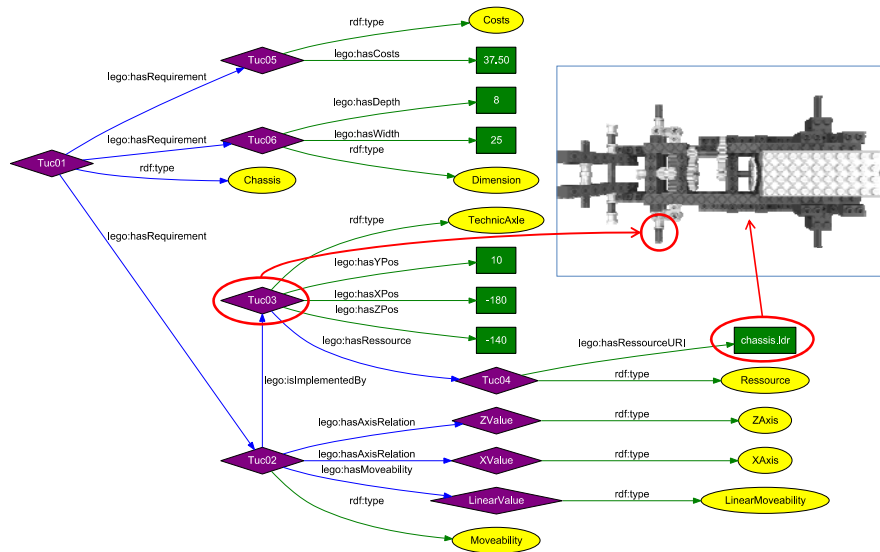 Costs
rdf:type
Tuc05
lego:hasCosts
37.50
lego:hasRequirement
lego:hasDepth
8
lego:hasRequirement
Tuc06
lego:hasWidth
25
rdf:type
Tuc01
rdf:type
Chassis
Dimension
rdf:type
TechnicAxle
lego:hasRequirement
lego:hasYPos
10
Tuc03
lego:hasXPos
-180
lego:hasZPos
-140
lego:hasRessource
lego:hasRessourceURI
chassis.ldr
lego:isImplementedBy
Tuc04
rdf:type
Ressource
lego:hasAxisRelation
ZValue
rdf:type
ZAxis
Tuc02
lego:hasAxisRelation
XValue
rdf:type
XAxis
lego:hasMoveability
LinearValue
rdf:type
LinearMoveability
rdf:type
Moveability